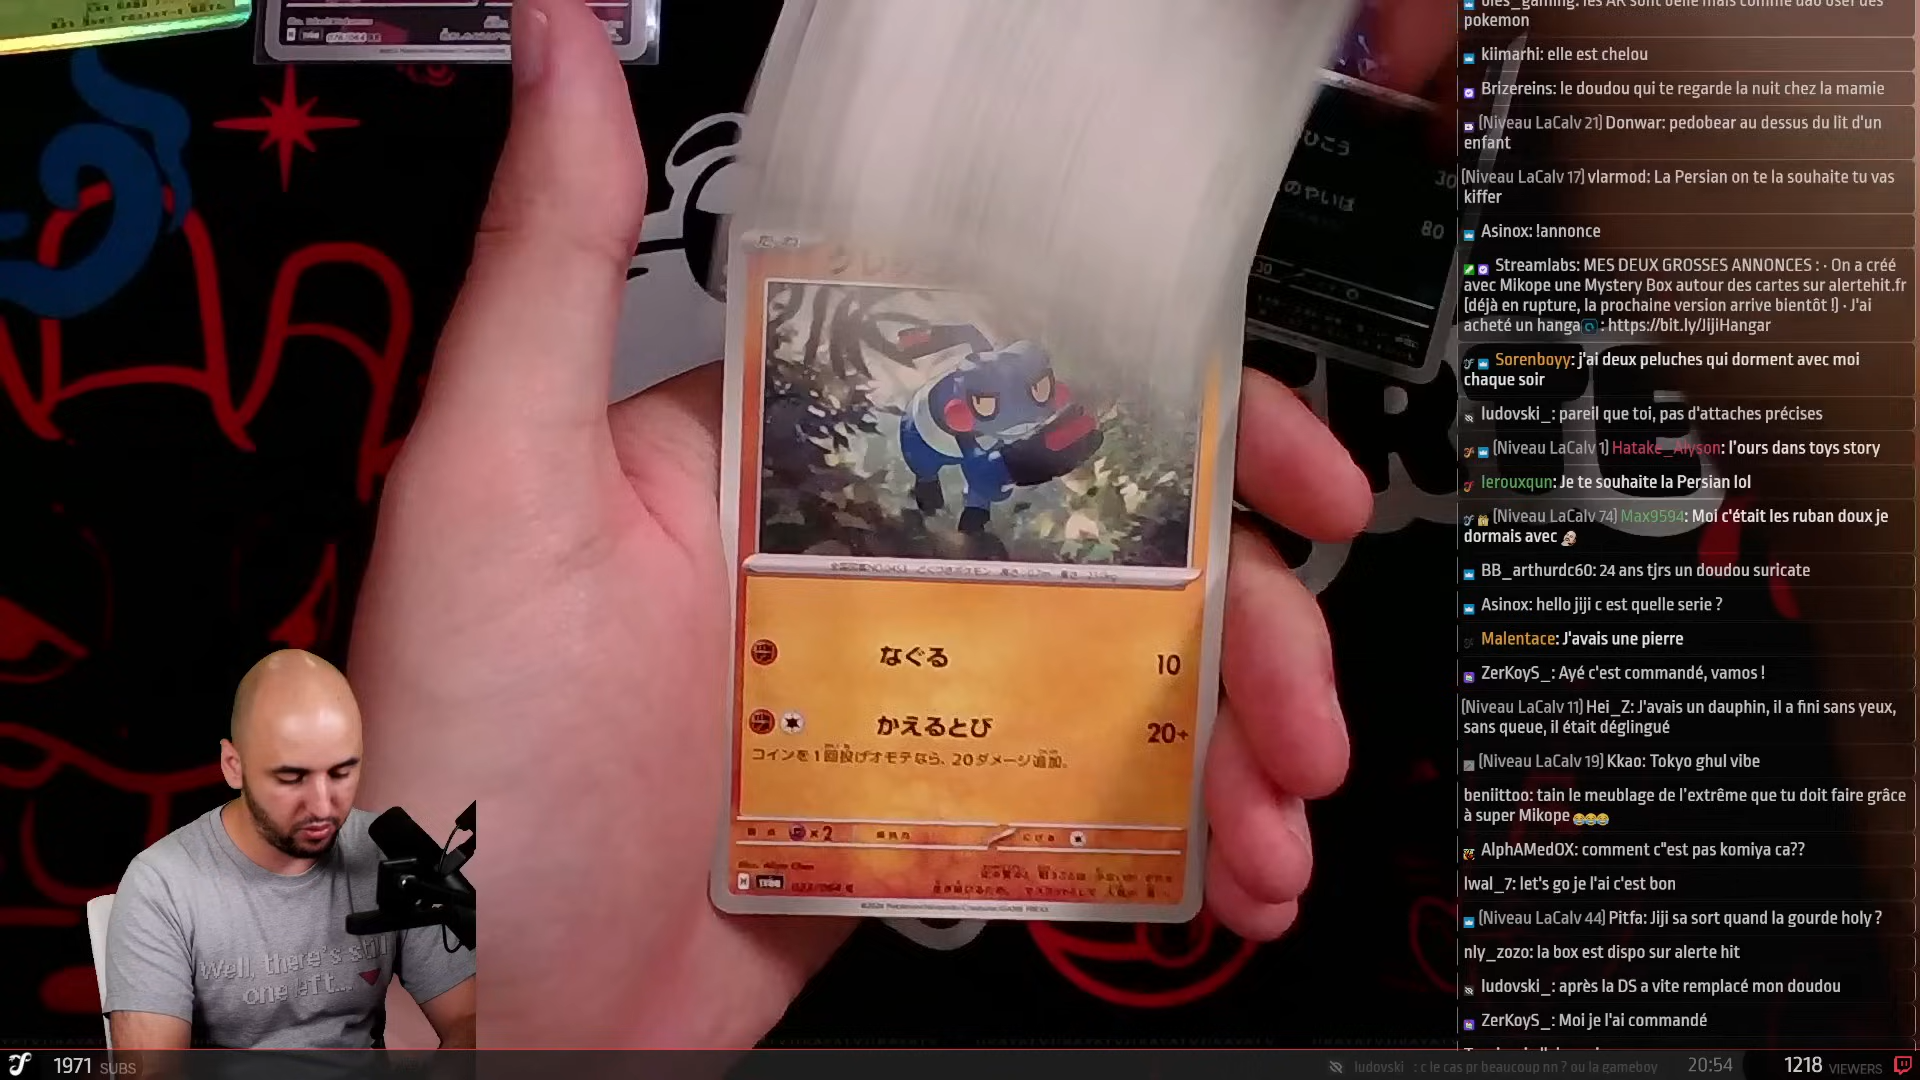 ひこう
30
のやいば
80
30
なぐる
10
かえるとび
20+
コインを1回投げオモテなら、20ダメージ追加。
×2
Well, there's still
one left...
pokemon
kiimarhi: elle est chelou
Brizereins: le doudou qui te regarde la nuit chez la mamie
[Niveau LaCalv 21] Donwar: pedobear au dessus du lit d'un
enfant
[Niveau LaCalv 17] vlarmod: La Persian on te la souhaite tu vas
kiffer
Asinox: !annonce
Streamlabs: MES DEUX GROSSES ANNONCES : · On a créé
avec Mikope une Mystery Box autour des cartes sur alertehit.fr
(déjà en rupture, la prochaine version arrive bientôt !) · J'ai
acheté un hanga : https://bit.ly/JijiHangar
Sorenboyy: j'ai deux peluches qui dorment avec moi
chaque soir
ludovski_: pareil que toi, pas d'attaches précises
[Niveau LaCalv 1] Hatake_Alyson: l'ours dans toys story
lerouxqun: Je te souhaite la Persian lol
[Niveau LaCalv 74] Max9594: Moi c'était les ruban doux je
dormais avec
BB_arthurdc60: 24 ans tjrs un doudou suricate
Asinox: hello jiji c est quelle serie ?
Malentace: J'avais une pierre
ZerKoyS_: Ayé c'est commandé, vamos !
[Niveau LaCalv 11] Hei_Z: J'avais un dauphin, il a fini sans yeux,
sans queue, il était déglingué
[Niveau LaCalv 19] Kkao: Tokyo ghul vibe
beniittoo: tain le meublage de l'extrême que tu doit faire grâce
à super Mikope 😂😂😂
AlphAMedOX: comment c"est pas komiya ca??
lwal_7: let's go je l'ai c'est bon
[Niveau LaCalv 44] Pitfa: Jiji sa sort quand la gourde holy ?
nly_zozo: la box est dispo sur alerte hit
ludovski_: après la DS a vite remplacé mon doudou
ZerKoyS_: Moi je l'ai commandé
1971 SUBS
ludovski : c le cas pr beaucoup nn ? ou la gameboy
20:54
1218 VIEWERS